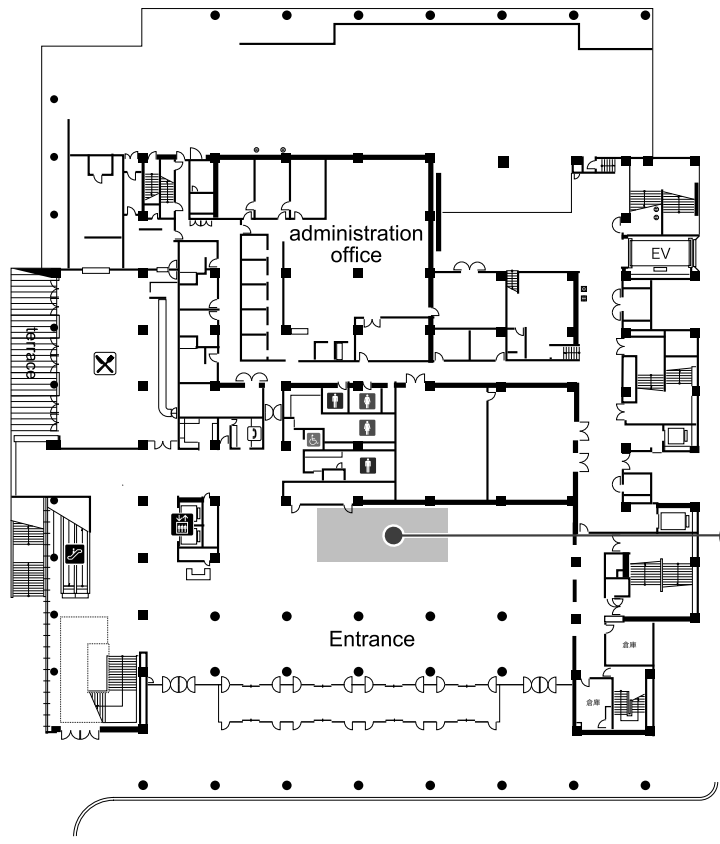 administration
office
EV
terrace
Entrance
倉庫
倉庫